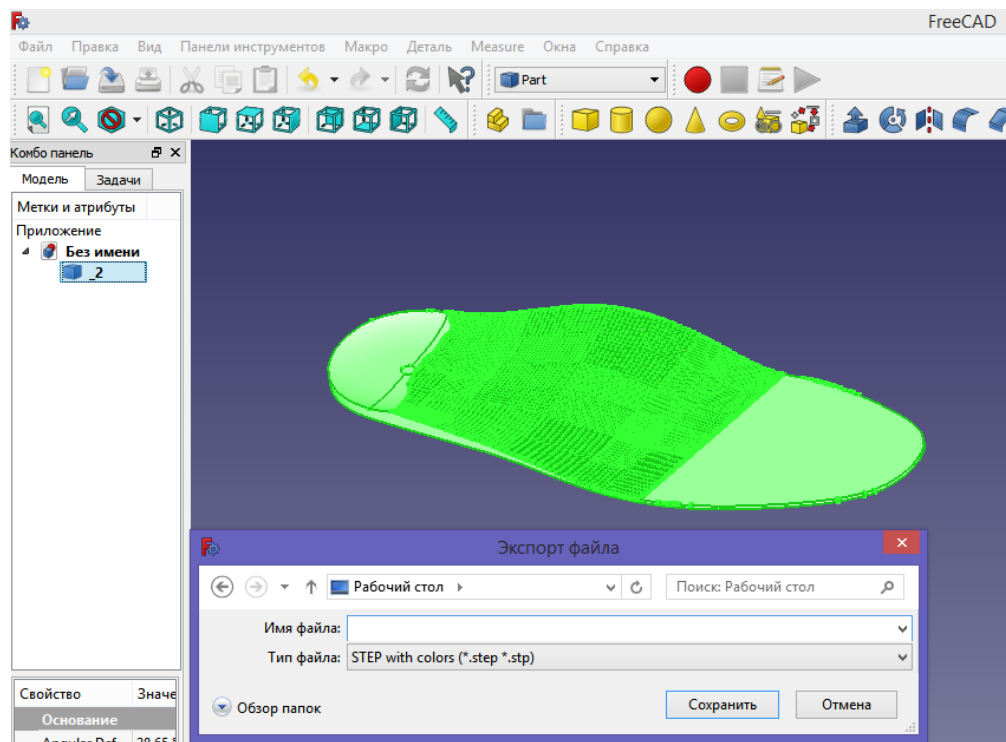 FreeCAD
Файл Правка Вид Панели инструментов Макро Деталь Measure Окна Справка
Part
Комбо панель
Модель Задачи
Метки и атрибуты
Приложение
Без имени
_2
Экспорт файла
Рабочий стол
Поиск: Рабочий стол
Имя файла:
Тип файла: STEP with colors (*.step *.stp)
Обзор папок
Сохранить Отмена
Свойство Значе
Основание